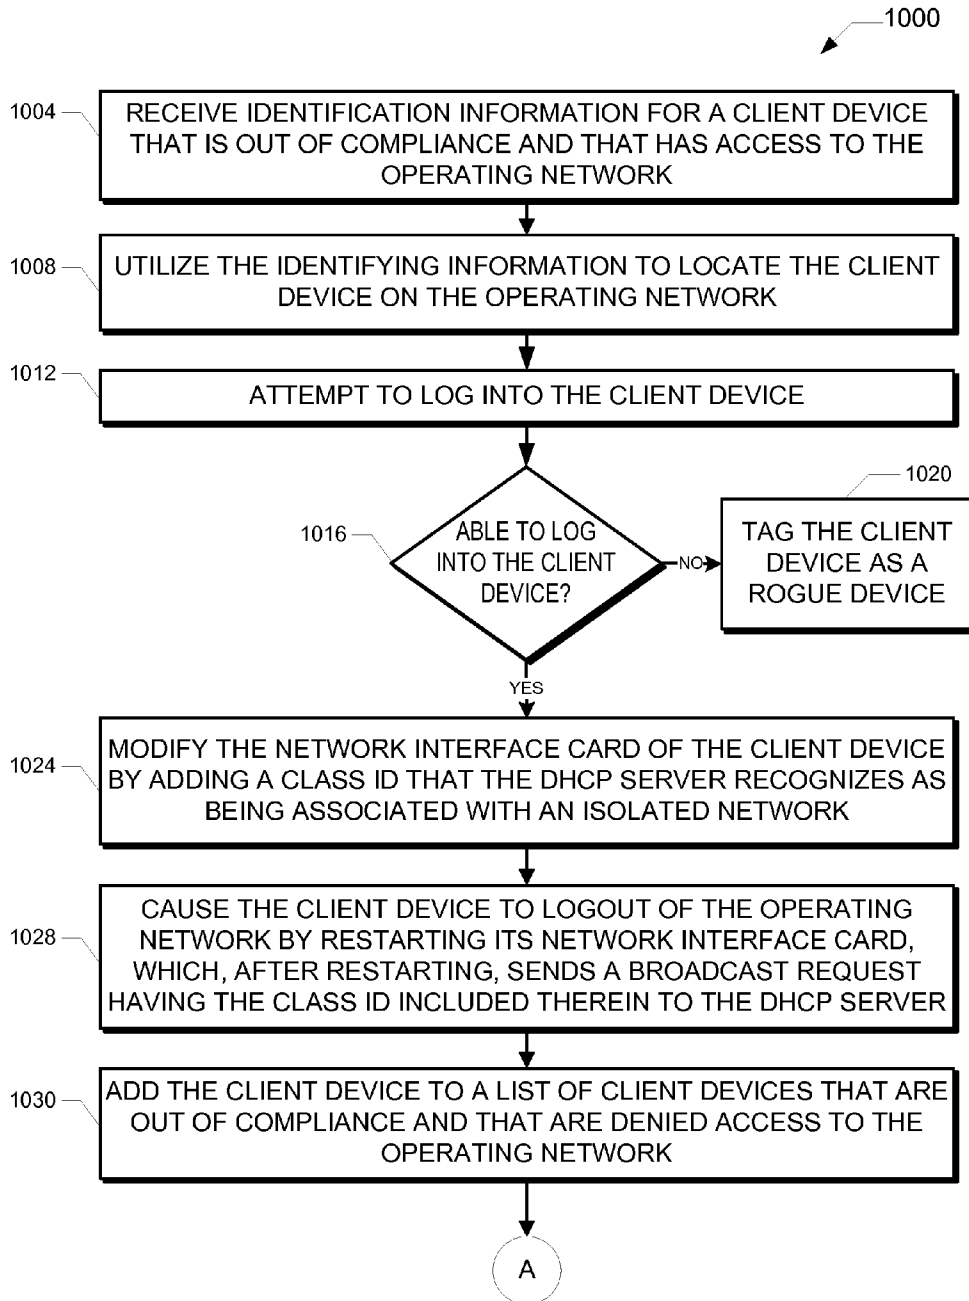 1000
1004
RECEIVE IDENTIFICATION INFORMATION FOR A CLIENT DEVICE
THAT IS OUT OF COMPLIANCE AND THAT HAS ACCESS TO THE
OPERATING NETWORK
1008
UTILIZE THE IDENTIFYING INFORMATION TO LOCATE THE CLIENT
DEVICE ON THE OPERATING NETWORK
1012
ATTEMPT TO LOG INTO THE CLIENT DEVICE
1016
ABLE TO LOG
INTO THE CLIENT
DEVICE?
NO
1020
TAG THE CLIENT
DEVICE AS A
ROGUE DEVICE
YES
1024
MODIFY THE NETWORK INTERFACE CARD OF THE CLIENT DEVICE
BY ADDING A CLASS ID THAT THE DHCP SERVER RECOGNIZES AS
BEING ASSOCIATED WITH AN ISOLATED NETWORK
1028
CAUSE THE CLIENT DEVICE TO LOGOUT OF THE OPERATING
NETWORK BY RESTARTING ITS NETWORK INTERFACE CARD,
WHICH, AFTER RESTARTING, SENDS A BROADCAST REQUEST
HAVING THE CLASS ID INCLUDED THEREIN TO THE DHCP SERVER
1030
ADD THE CLIENT DEVICE TO A LIST OF CLIENT DEVICES THAT ARE
OUT OF COMPLIANCE AND THAT ARE DENIED ACCESS TO THE
OPERATING NETWORK
A